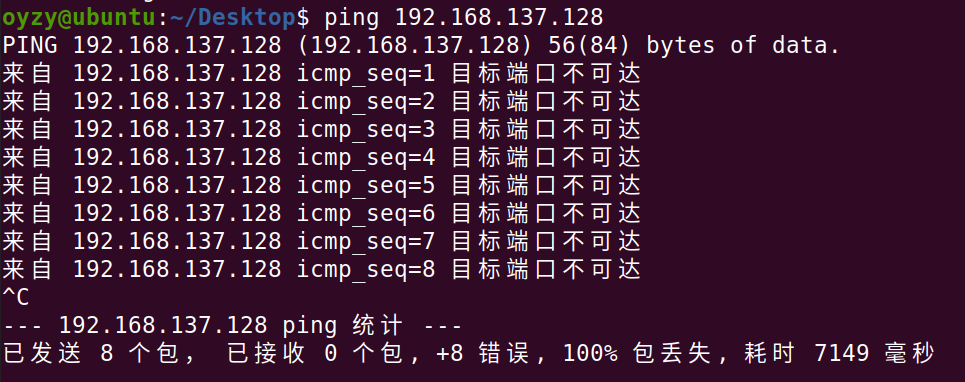 oyzy@ubuntu:~/Desktop$ ping 192.168.137.128
PING 192.168.137.128 (192.168.137.128) 56(84) bytes of data.
来自 192.168.137.128 icmp_seq=1 目标端口不可达
来自 192.168.137.128 icmp_seq=2 目标端口不可达
来自 192.168.137.128 icmp_seq=3 目标端口不可达
来自 192.168.137.128 icmp_seq=4 目标端口不可达
来自 192.168.137.128 icmp_seq=5 目标端口不可达
来自 192.168.137.128 icmp_seq=6 目标端口不可达
来自 192.168.137.128 icmp_seq=7 目标端口不可达
来自 192.168.137.128 icmp_seq=8 目标端口不可达
^C
--- 192.168.137.128 ping 统计 ---
已发送 8 个包， 已接收 0 个包, +8 错误, 100% 包丢失, 耗时 7149 毫秒